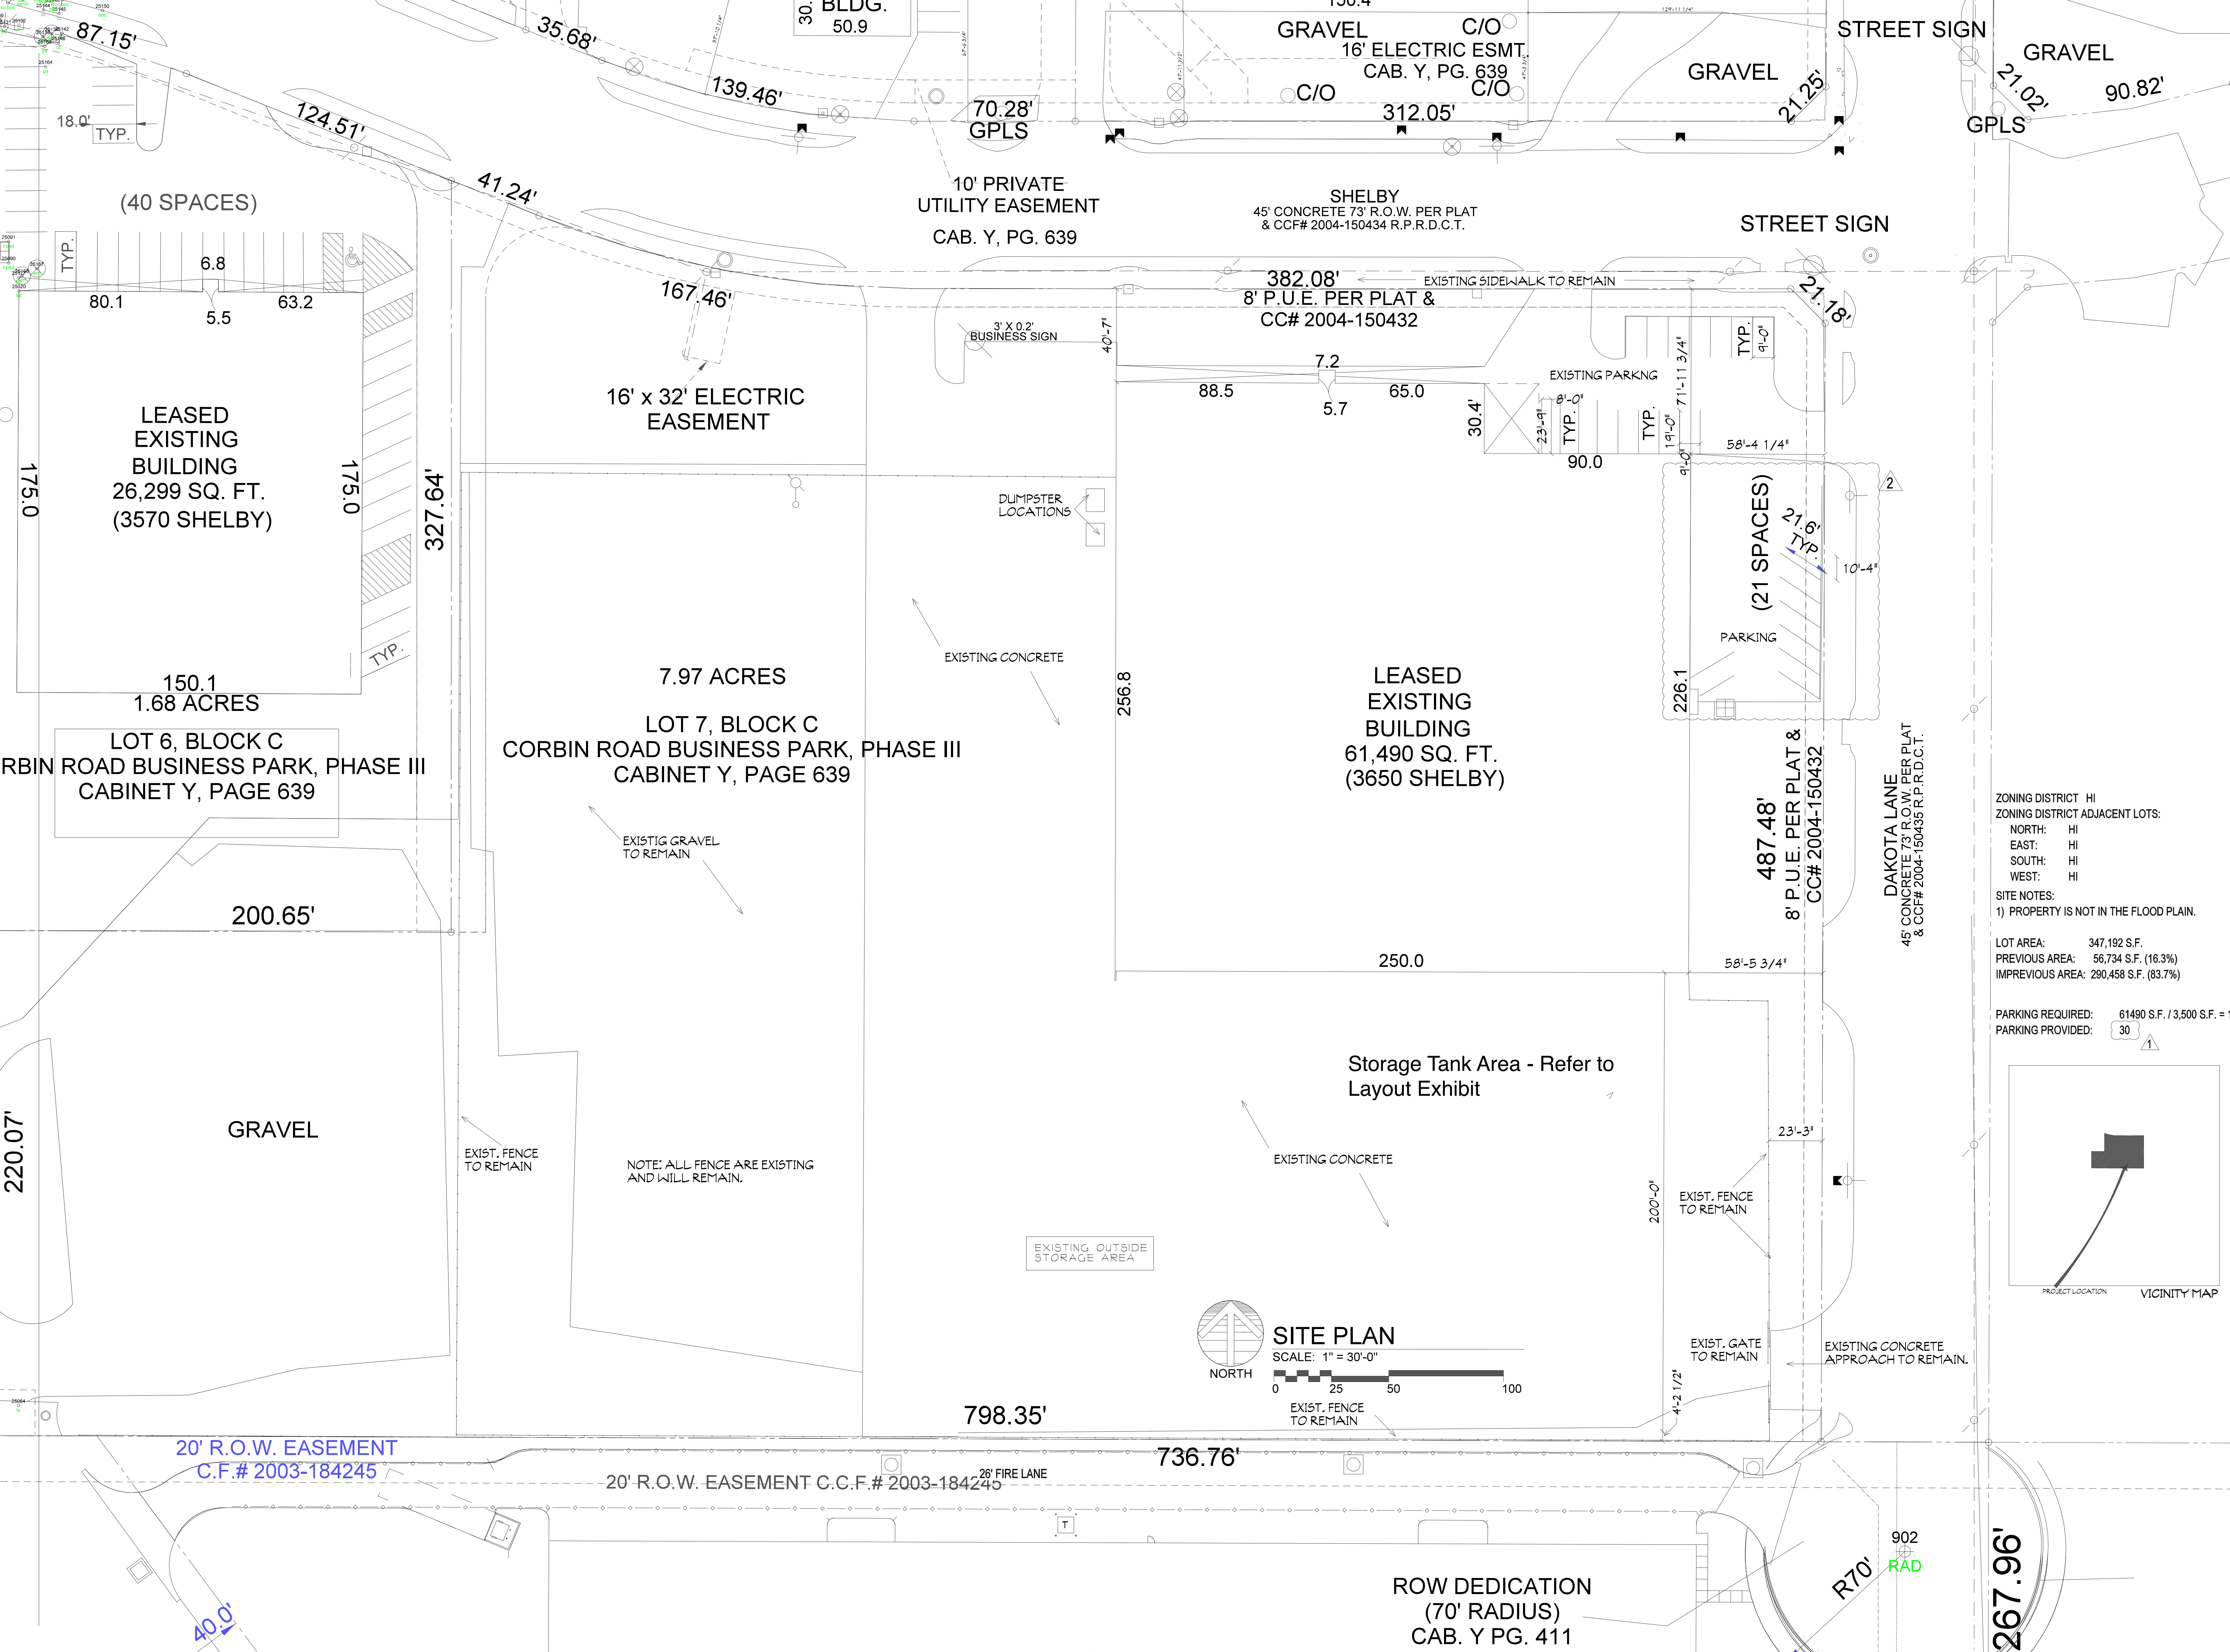 87.15'
35.68'
BLDG.
50.9
30.
150.4
129'-11 1/4"
GRAVEL
C/O
16' ELECTRIC ESMT.
CAB. Y, PG. 639
C/O
C/O
GRAVEL
STREET SIGN
GRAVEL
21.25'
21.02'
90.82'
GPLS
139.46'
70.28'
GPLS
312.05'
25144
25145
25150
25142
25164
18.0'
TYP.
124.51'
(40 SPACES)
41.24'
10' PRIVATE
UTILITY EASEMENT
CAB. Y, PG. 639
SHELBY
45' CONCRETE 73' R.O.W. PER PLAT
& CCF# 2004-150434 R.P.R.D.C.T.
STREET SIGN
25091
25090
25020
TYP.
6.8
80.1
5.5
63.2
167.46'
382.08'
EXISTING SIDEWALK TO REMAIN
8' P.U.E. PER PLAT &
CC# 2004-150432
21.18'
3' X 0.2'
BUSINESS SIGN
40'-7"
7.2
88.5
5.7
65.0
EXISTING PARKNG
TYP.
9'-0"
71'-11 3/4"
16' x 32' ELECTRIC
EASEMENT
30.4'
23'-9"
8'-0"
TYP.
TYP.
19'-0"
9'-0"
58'-4 1/4"
90.0
LEASED
EXISTING
BUILDING
26,299 SQ. FT.
(3570 SHELBY)
175.0
175.0
327.64'
DUMPSTER
LOCATIONS
2
(21 SPACES)
21.6'
TYP.
10'-4"
PARKING
TYP.
150.1
1.68 ACRES
LOT 6, BLOCK C
RBIN ROAD BUSINESS PARK, PHASE III
CABINET Y, PAGE 639
7.97 ACRES
LOT 7, BLOCK C
CORBIN ROAD BUSINESS PARK, PHASE III
CABINET Y, PAGE 639
EXISTING CONCRETE
256.8
LEASED
EXISTING
BUILDING
61,490 SQ. FT.
(3650 SHELBY)
226.1
487.48'
8' P.U.E. PER PLAT &
CC# 2004-150432
DAKOTA LANE
45' CONCRETE 73' R.O.W. PER PLAT
& CCF# 2004-150435 R.P.R.D.C.T.
EXISTIG GRAVEL
TO REMAIN
ZONING DISTRICT HI
ZONING DISTRICT ADJACENT LOTS:
NORTH: HI
EAST: HI
SOUTH: HI
WEST: HI
SITE NOTES:
1) PROPERTY IS NOT IN THE FLOOD PLAIN.
LOT AREA: 347,192 S.F.
PREVIOUS AREA: 56,734 S.F. (16.3%)
IMPREVIOUS AREA: 290,458 S.F. (83.7%)
PARKING REQUIRED: 61490 S.F. / 3,500 S.F. = 1
PARKING PROVIDED: 30
1
200.65'
250.0
58'-5 3/4"
Storage Tank Area - Refer to
Layout Exhibit
220.07'
GRAVEL
EXIST. FENCE
TO REMAIN
NOTE: ALL FENCE ARE EXISTING
AND WILL REMAIN.
EXISTING CONCRETE
200'-0"
23'-3"
EXIST. FENCE
TO REMAIN
EXISTING OUTSIDE
STORAGE AREA
PROJECT LOCATION
VICINITY MAP
NORTH
SITE PLAN
SCALE: 1" = 30'-0"
0 25 50 100
EXIST. GATE
TO REMAIN
EXISTING CONCRETE
APPROACH TO REMAIN.
4'-2 1/2"
EXIST. FENCE
TO REMAIN
25064
798.35'
20' R.O.W. EASEMENT
C.F.# 2003-184245
736.76'
26' FIRE LANE
20' R.O.W. EASEMENT C.C.F.# 2003-184245
T
902
RAD
R70'
267.96'
ROW DEDICATION
(70' RADIUS)
CAB. Y PG. 411
40.0'